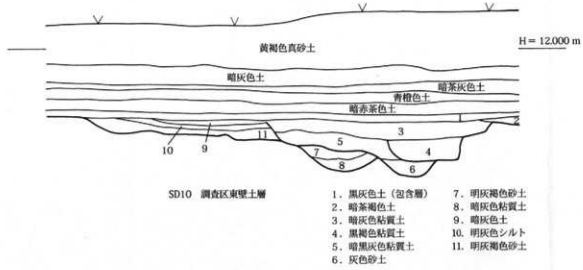 黄褐色真砂土
H = 12.000 m
暗灰色土
暗茶灰色土
青橙色土
暗赤茶色土
1
2
3
11
10
9
5
4
7
8
6
SD10 調査区東壁土層
1. 黒灰色土（包含層）
2. 暗茶褐色土
3. 暗灰色粘質土
4. 黒褐色粘質土
5. 暗黒灰色粘質土
6. 灰色砂土
7. 明灰褐色砂土
8. 暗灰色粘質土
9. 暗灰色土
10. 明灰色シルト
11. 明灰褐色砂土